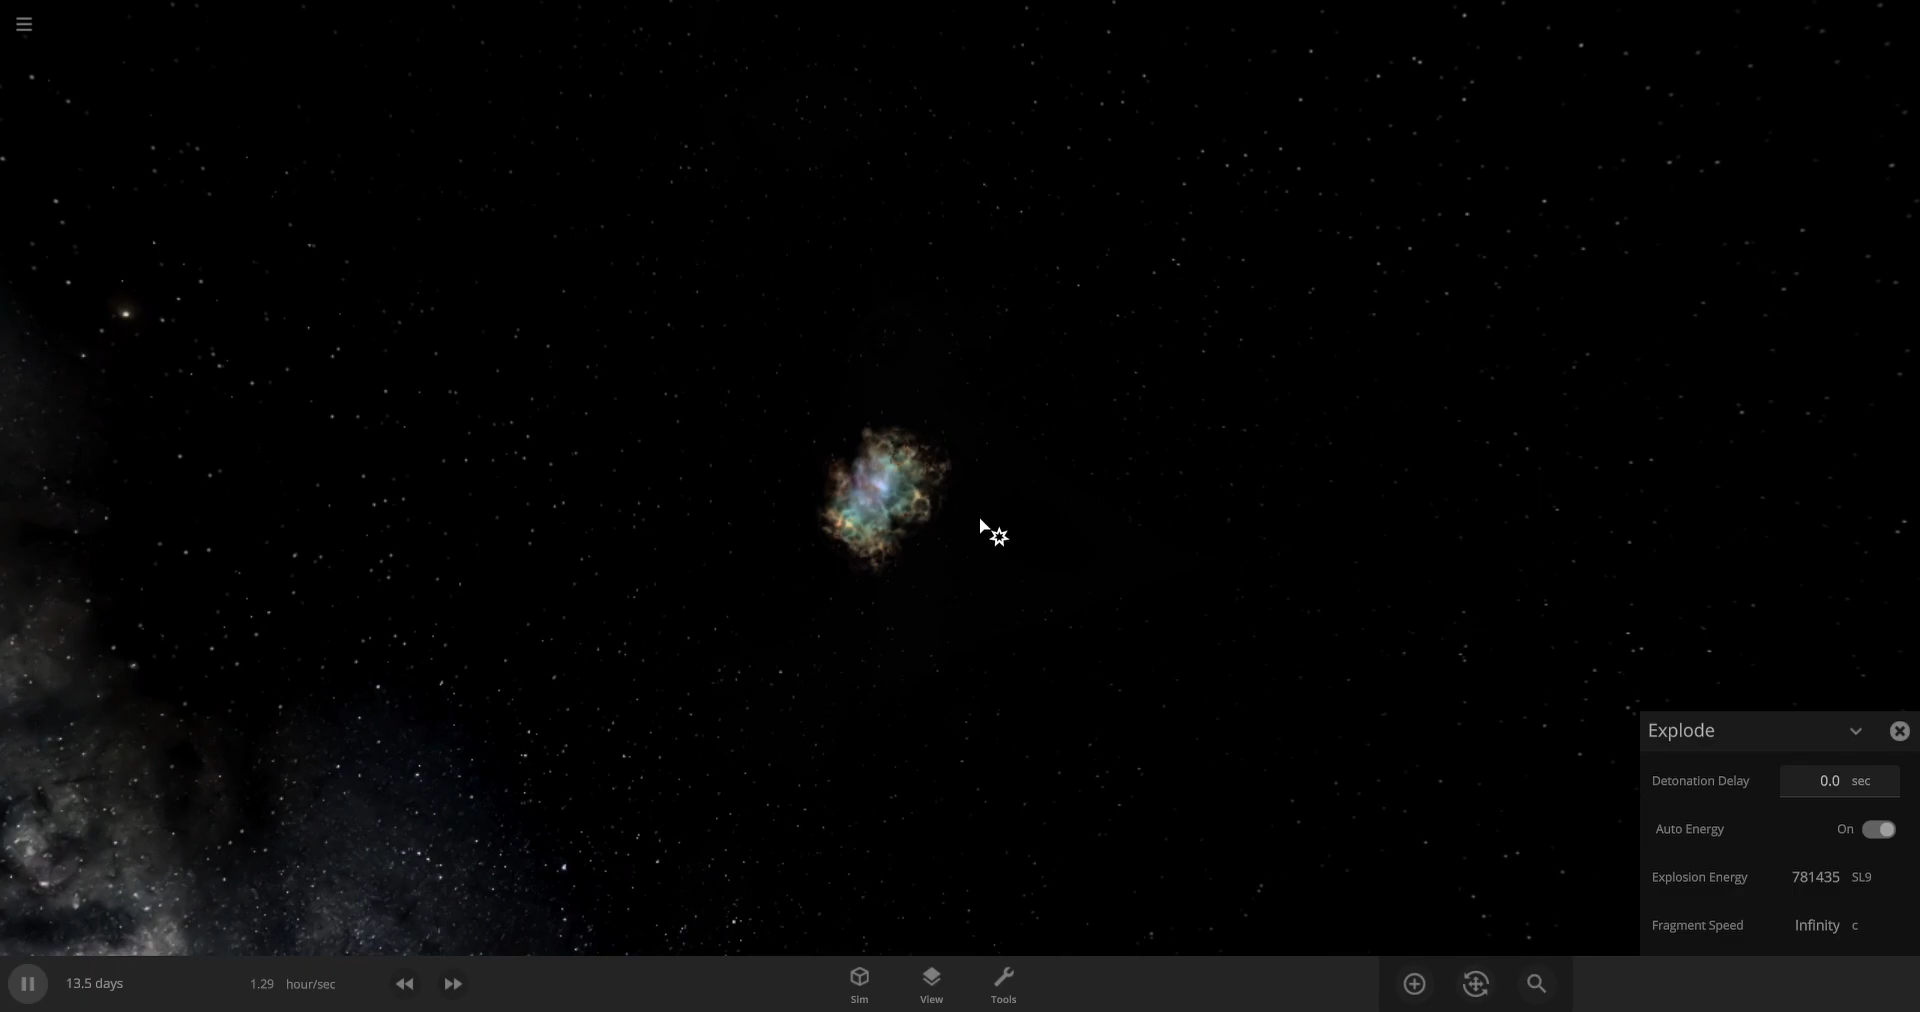 Explode
Detonation Delay 0.0 sec
Auto Energy On
Explosion Energy 781435 SL9
Fragment Speed Infinity c
13.5 days 1.29 hour/sec Sim View Tools